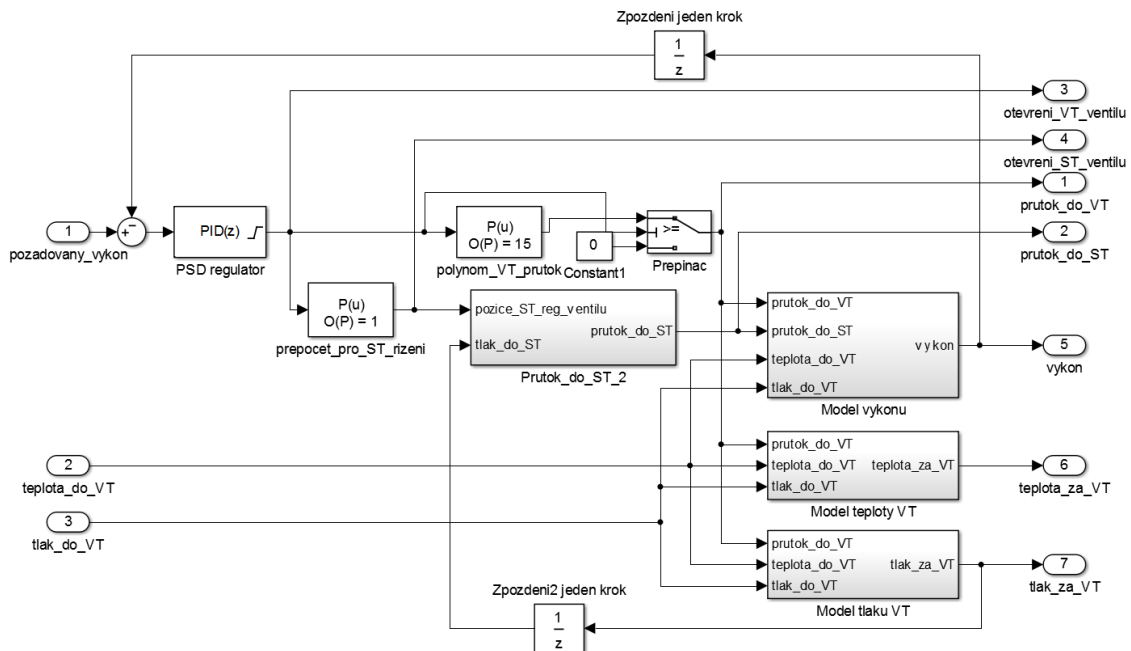 Zpozdeni jeden krok
1
z
3
otevreni_VT_ventilu
4
otevreni_ST_ventilu
1
pozadovany_vykon
+
−
PID(z)
PSD regulator
P(u)
O(P) = 15
polynom_VT_prutok
0
Constant1
>=
Prepinac
1
prutok_do_VT
2
prutok_do_ST
P(u)
O(P) = 1
prepocet_pro_ST_rizeni
pozice_ST_reg_ventilu
prutok_do_ST
tlak_do_ST
Prutok_do_ST_2
prutok_do_VT
prutok_do_ST
teplota_do_VT
tlak_do_VT
vykon
Model vykonu
5
vykon
2
teplota_do_VT
3
tlak_do_VT
prutok_do_VT
teplota_do_VT
tlak_do_VT
teplota_za_VT
Model teploty VT
6
teplota_za_VT
prutok_do_VT
teplota_do_VT
tlak_do_VT
tlak_za_VT
Model tlaku VT
7
tlak_za_VT
Zpozdeni2 jeden krok
1
z